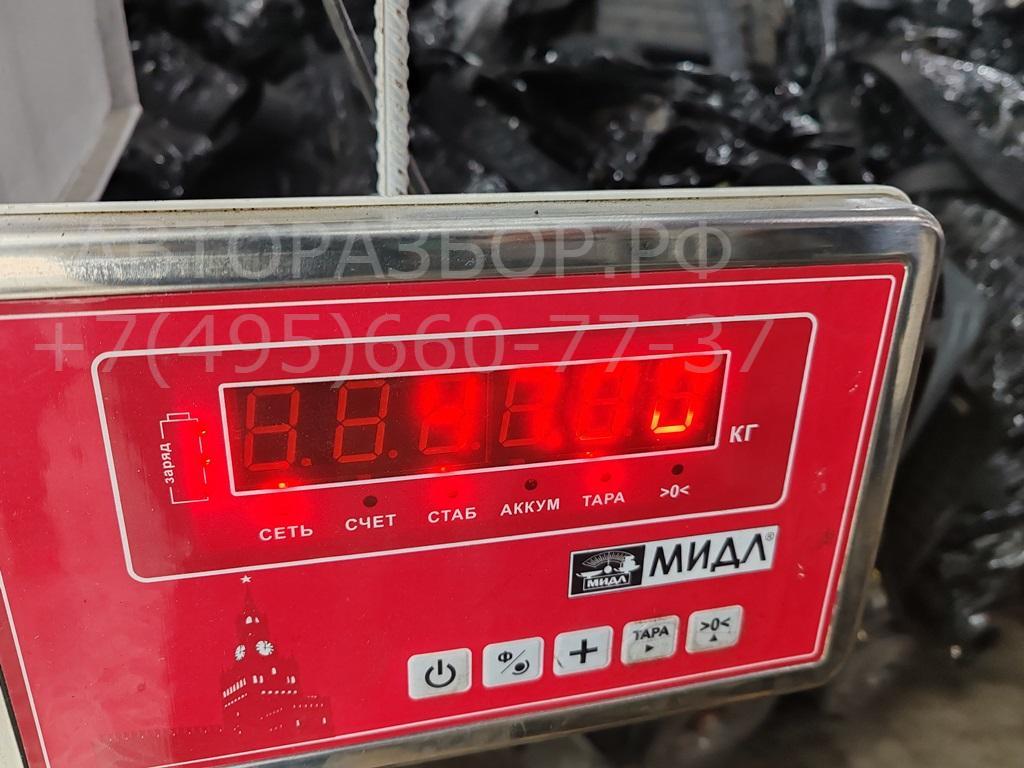 АВТОРАЗБОР.РФ
+7(495)660-77-37
заряд
КГ
СЕТЬ СЧЕТ СТАБ АККУМ ТАРА >0<
МИДЛ МИДЛ®
Ф/ + ТАРА >0<